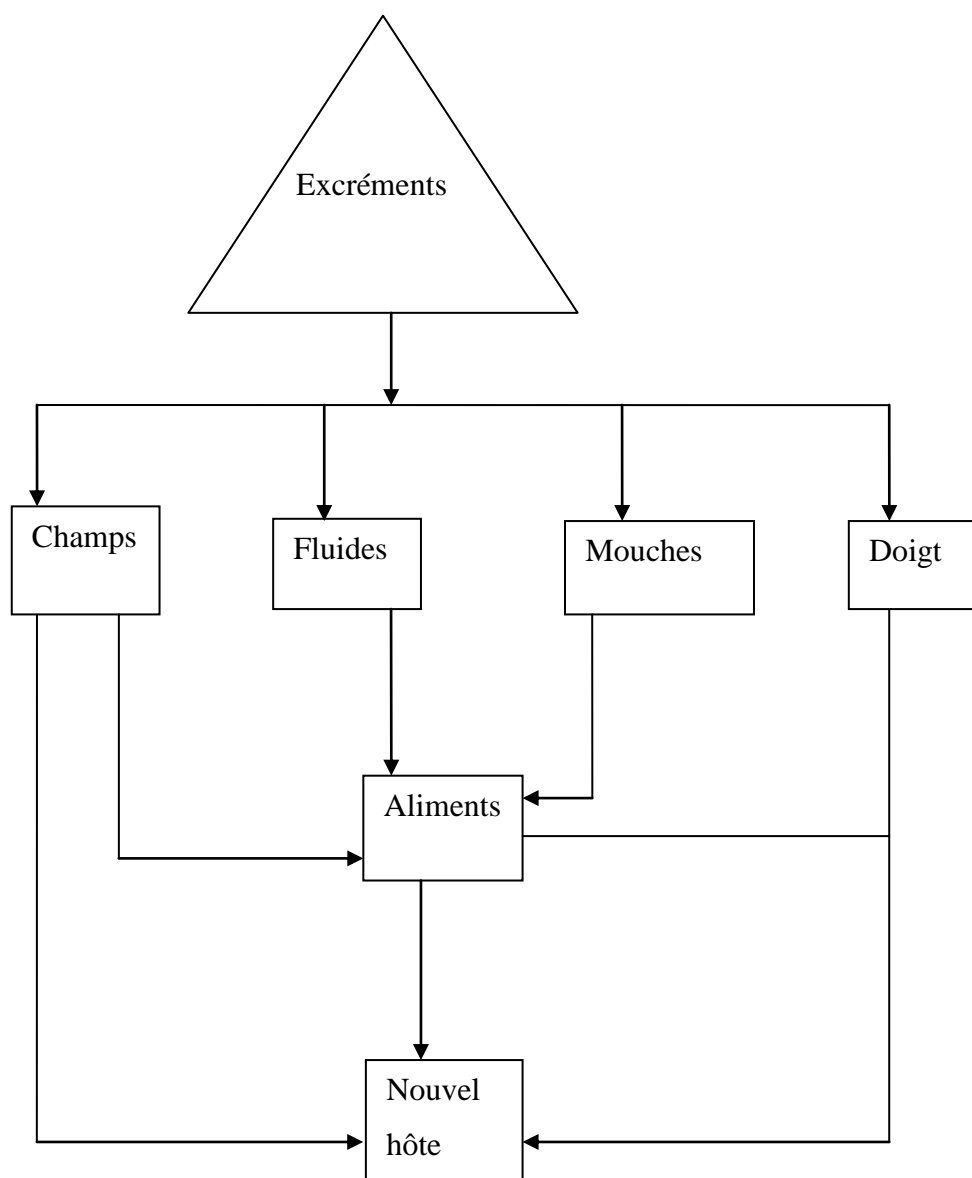 Excréments
Champs
Fluides
Mouches
Doigt
Aliments
Nouvel
hôte